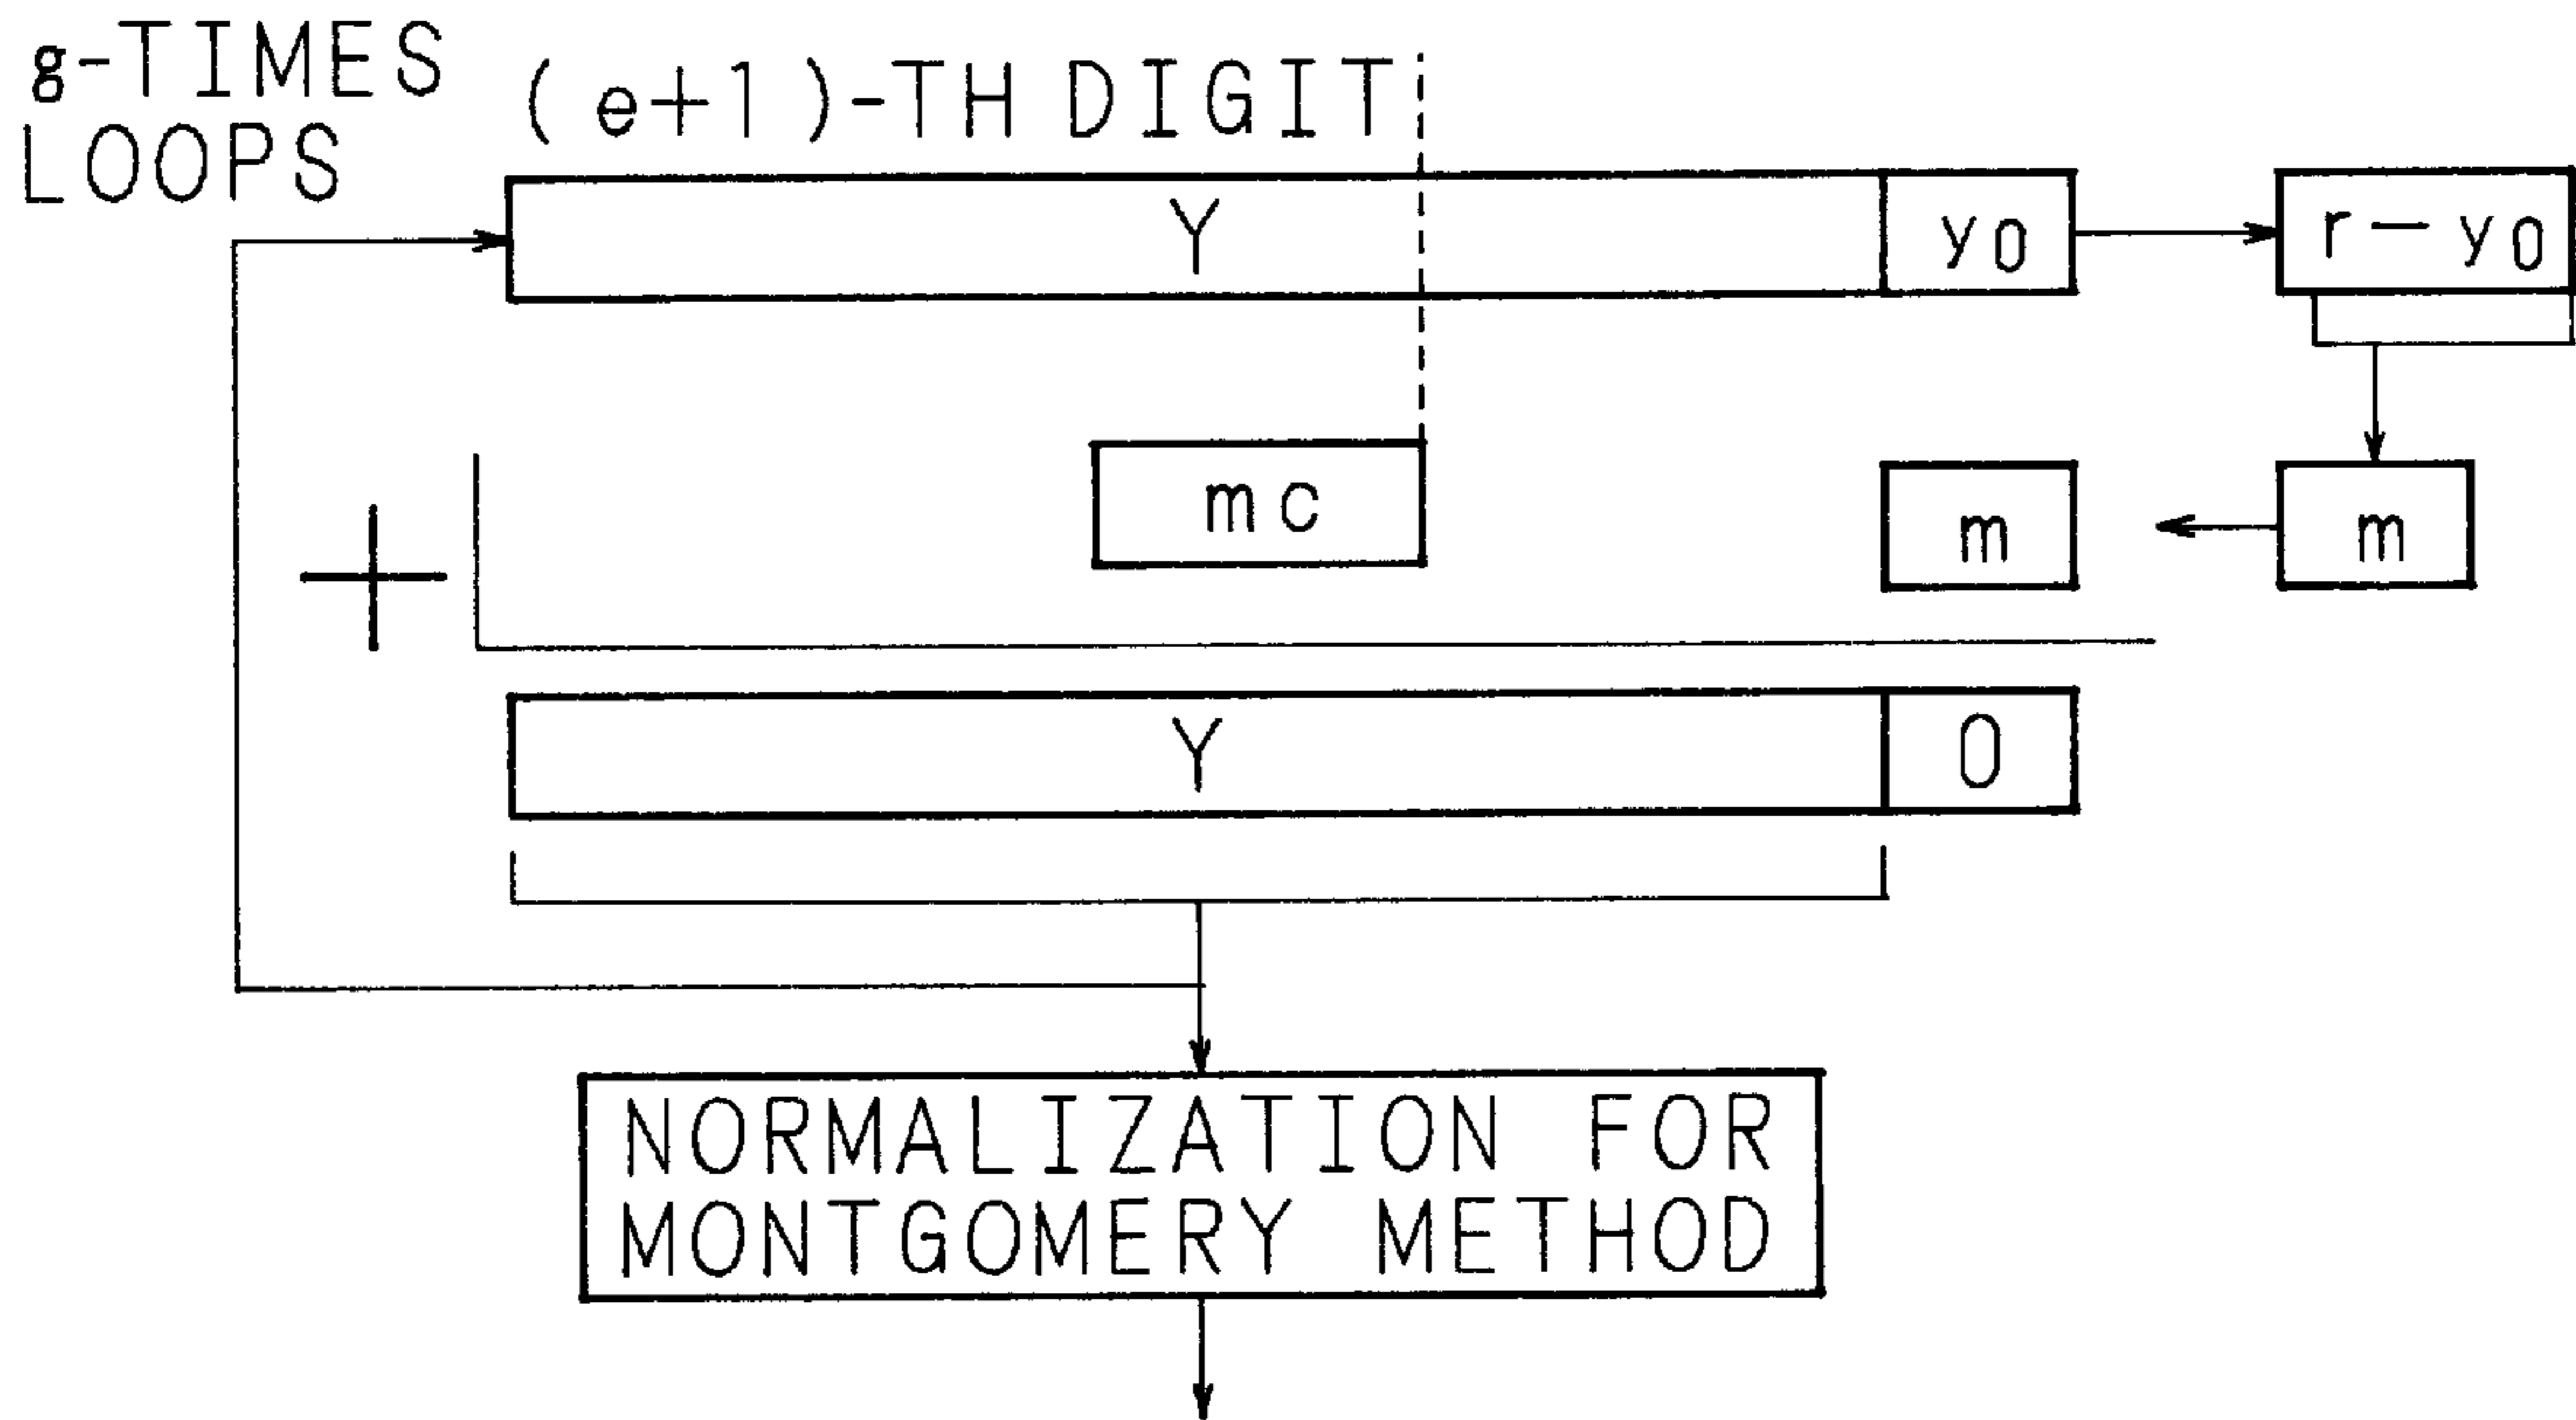 g-TIMES
LOOPS
(e+1)-TH DIGIT
Y
y0
r-y0
mc
m
m
Y
0
NORMALIZATION FOR
MONTGOMERY METHOD